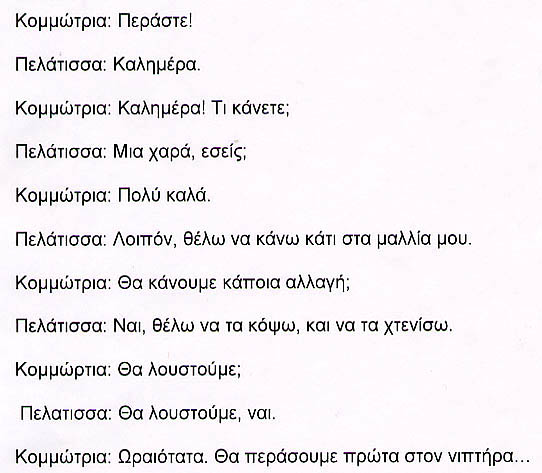 Κομμώτρια: Περάστε!
Πελάτισσα: Καλημέρα.
Κομμώτρια: Καλημέρα! Τι κάνετε;
Πελάτισσα: Μια χαρά, εσείς;
Κομμώτρια: Πολύ καλά.
Πελάτισσα: Λοιπόν, θέλω να κάνω κάτι στα μαλλία μου.
Κομμώτρια: Θα κάνουμε κάποια αλλαγή;
Πελάτισσα: Ναι, θέλω να τα κόψω, και να τα χτενίσω.
Κομμώρτια: Θα λουστούμε;
Πελατισσα: Θα λουστούμε, ναι.
Κομμώτρια: Ωραιότατα. Θα περάσουμε πρώτα στον νιπτήρα…